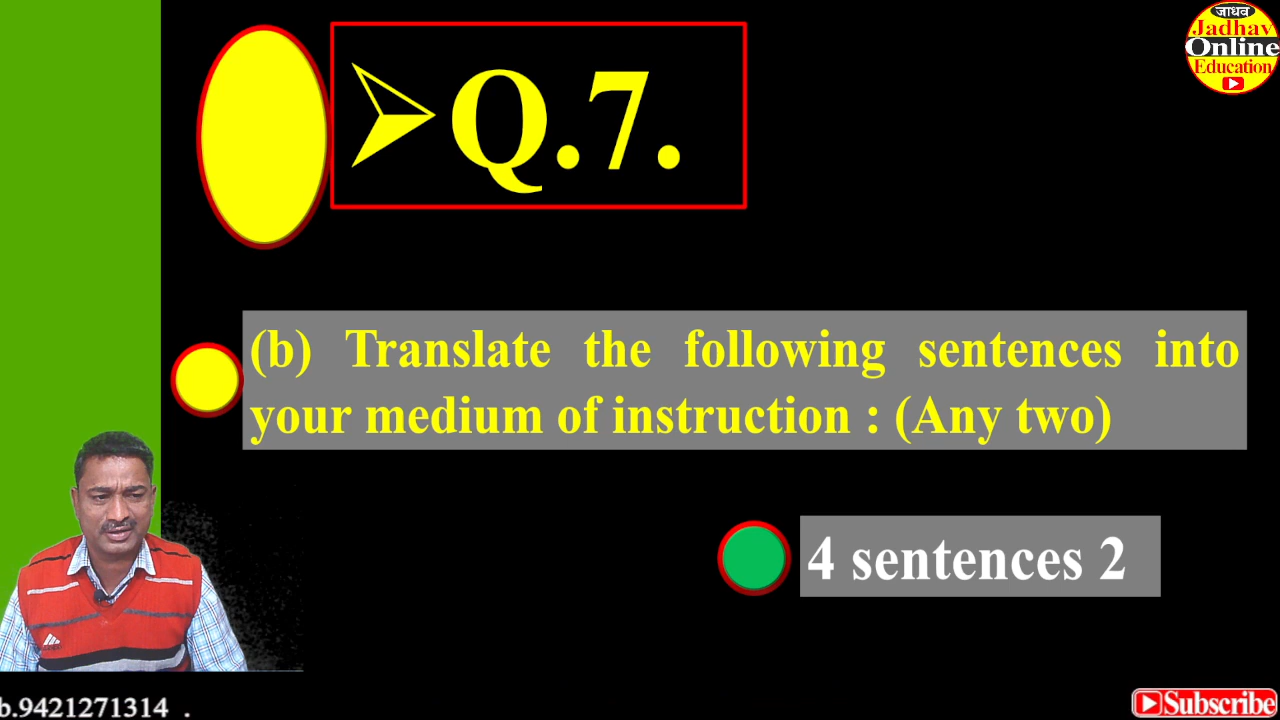 जाधव
Jadhav
Online
Education
Q.7.
(b) Translate the following sentences into
your medium of instruction : (Any two)
4 sentences 2
b.9421271314 .
Subscribe